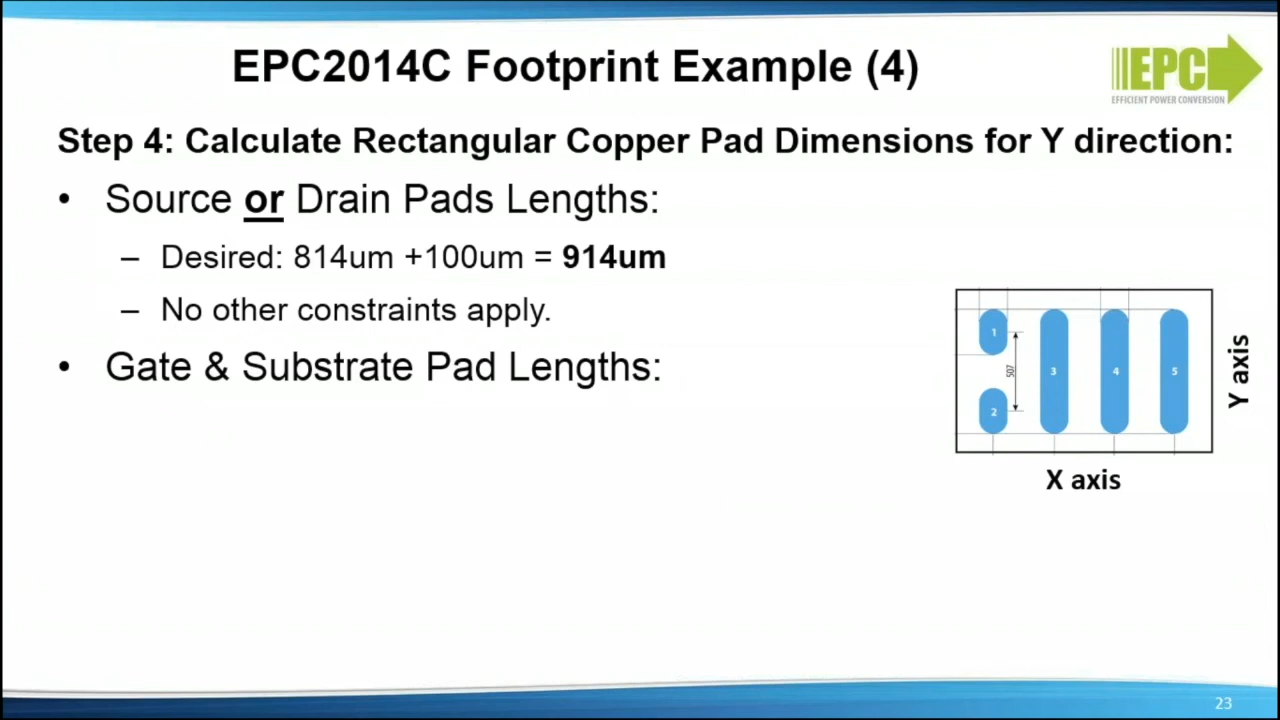 EPC2014C Footprint Example (4)
EPC
EFFICIENT POWER CONVERSION
Step 4: Calculate Rectangular Copper Pad Dimensions for Y direction:
• Source or Drain Pads Lengths:
– Desired: 814um +100um = 914um
– No other constraints apply.
• Gate & Substrate Pad Lengths:
1
2
507
3
4
5
Y axis
X axis
23